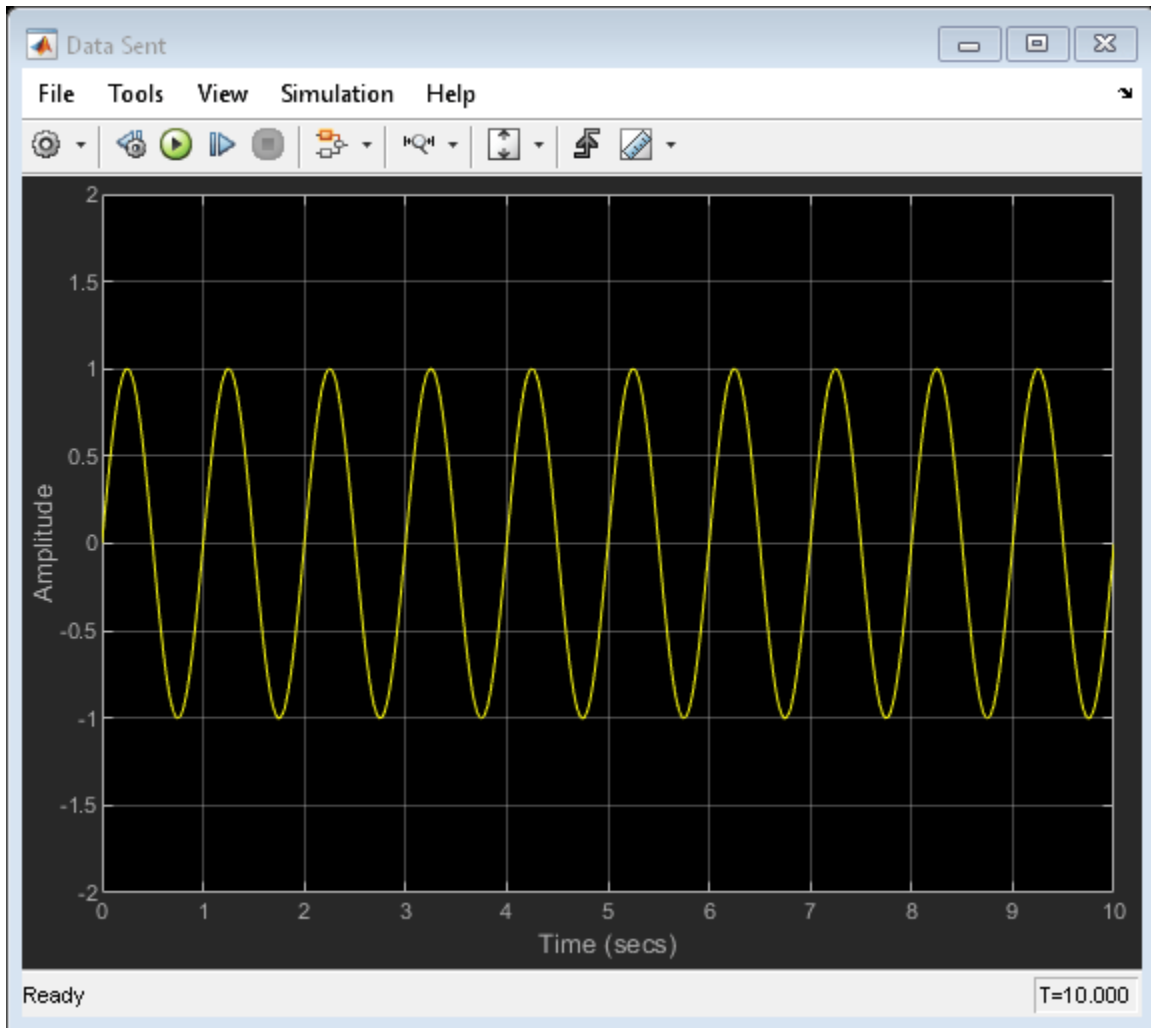 Data Sent
File Tools View Simulation Help
2
1.5
1
0.5
0
-0.5
-1
-1.5
-2
Amplitude
0 1 2 3 4 5 6 7 8 9 10
Time (secs)
Ready T=10.000